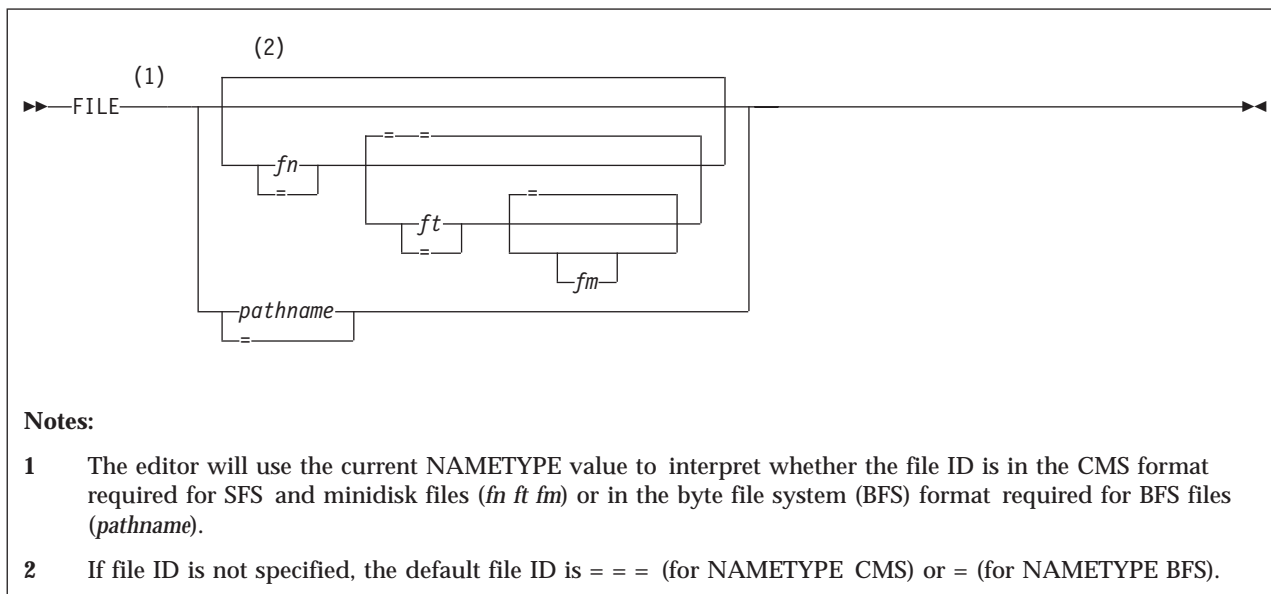 (2)
(1)
►►—FILE
= =
fn
=
=
ft
=
fm
pathname
=
Notes:
1 The editor will use the current NAMETYPE value to interpret whether the file ID is in the CMS format
required for SFS and minidisk files (fn ft fm) or in the byte file system (BFS) format required for BFS files
(pathname).
2 If file ID is not specified, the default file ID is = = = (for NAMETYPE CMS) or = (for NAMETYPE BFS).